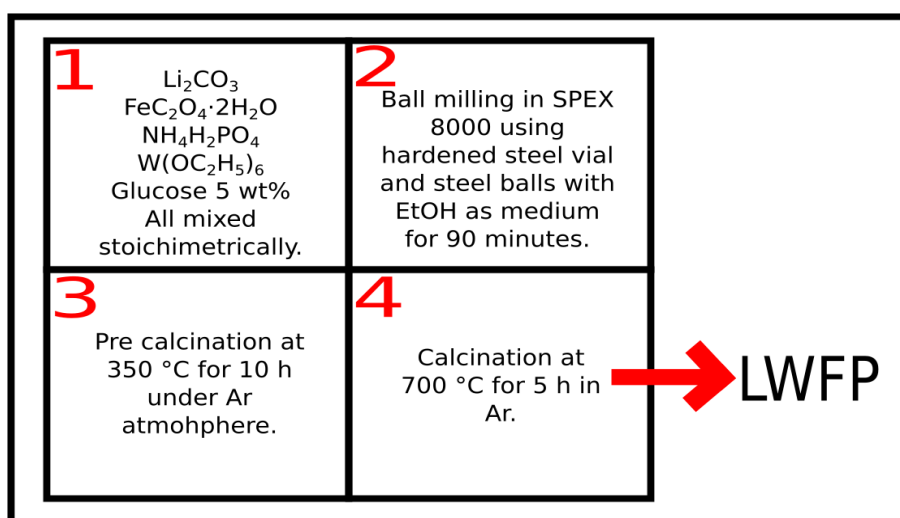 1
Li₂CO₃
FeC₂O₄·2H₂O
NH₄H₂PO₄
W(OC₂H₅)₆
Glucose 5 wt%
All mixed
stoichimetrically.
2
Ball milling in SPEX
8000 using
hardened steel vial
and steel balls with
EtOH as medium
for 90 minutes.
3
Pre calcination at
350 °C for 10 h
under Ar
atmohphere.
4
Calcination at
700 °C for 5 h in
Ar.
LWFP